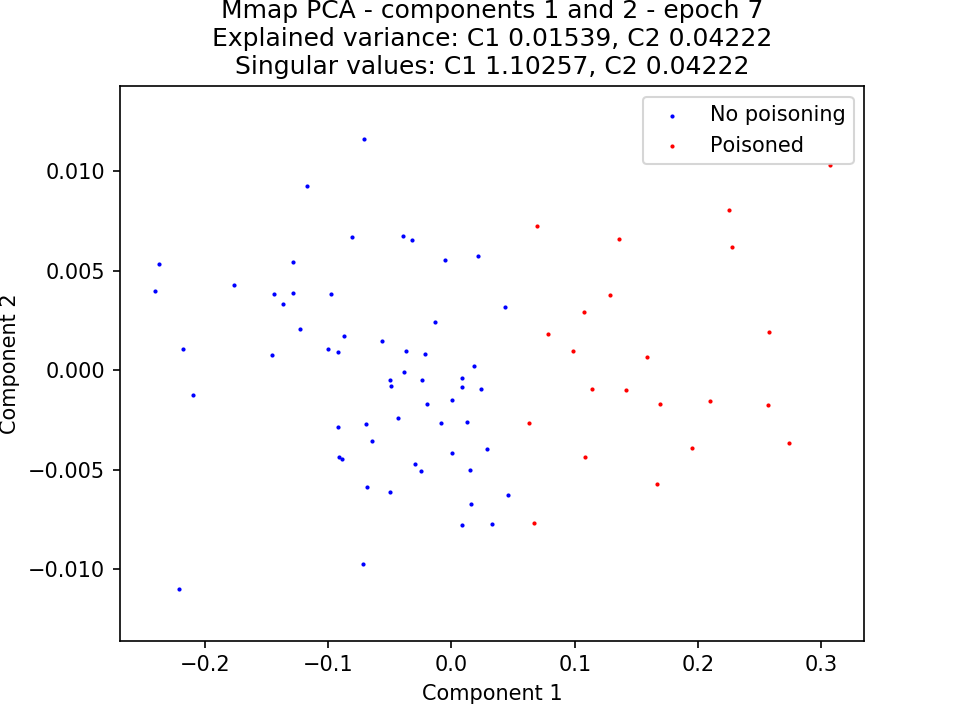 Mmap PCA - components 1 and 2 - epoch 7
Explained variance: C1 0.01539, C2 0.04222
Singular values: C1 1.10257, C2 0.04222
No poisoning
Poisoned
0.010
0.005
0.000
−0.005
−0.010
Component 2
−0.2
−0.1
0.0
0.1
0.2
0.3
Component 1